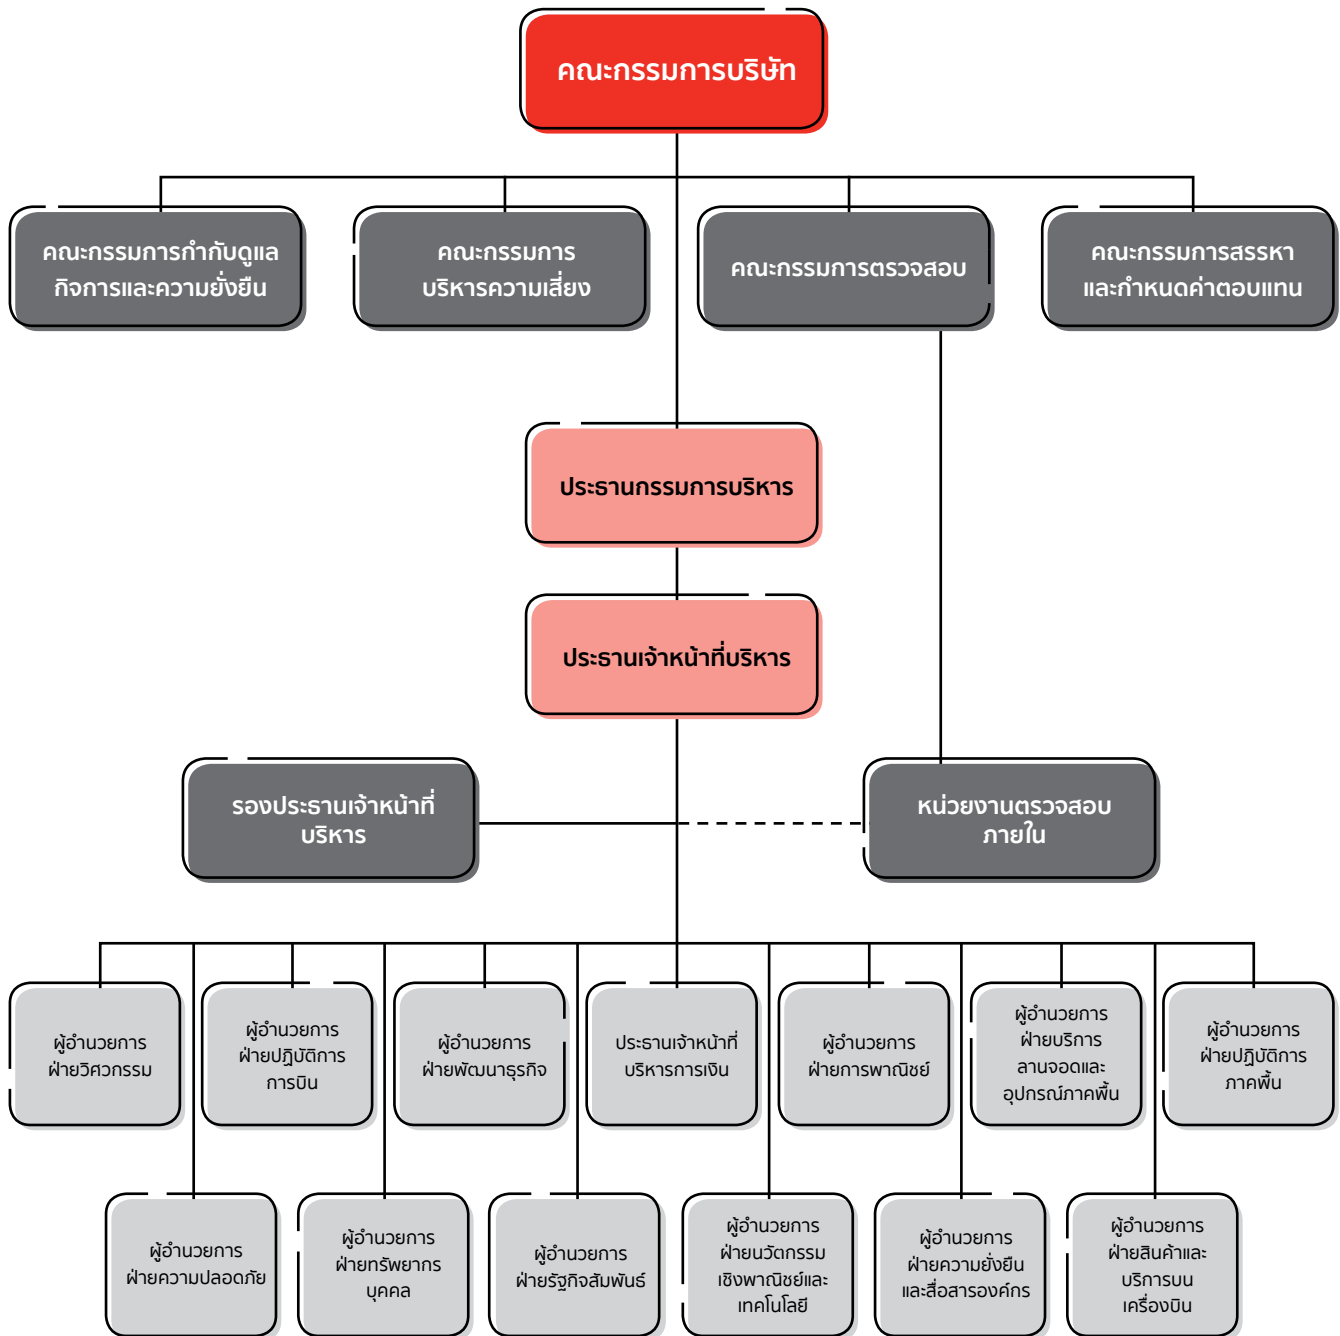 คณะกรรมการบริษัท
คณะกรรมการกำกับดูแล
กิจการและความยั่งยืน
คณะกรรมการ
บริหารความเสี่ยง
คณะกรรมการตรวจสอบ
คณะกรรมการสรรหา
และกำหนดค่าตอบแทน
ประธานกรรมการบริหาร
ประธานเจ้าหน้าที่บริหาร
รองประธานเจ้าหน้าที่
บริหาร
หน่วยงานตรวจสอบ
ภายใน
ผู้อำนวยการ
ฝ่ายวิศวกรรม
ผู้อำนวยการ
ฝ่ายปฏิบัติการ
การบิน
ผู้อำนวยการ
ฝ่ายพัฒนาธุรกิจ
ประธานเจ้าหน้าที่
บริหารการเงิน
ผู้อำนวยการ
ฝ่ายการพาณิชย์
ผู้อำนวยการ
ฝ่ายบริการ
ลานจอดและ
อุปกรณ์ภาคพื้น
ผู้อำนวยการ
ฝ่ายปฏิบัติการ
ภาคพื้น
ผู้อำนวยการ
ฝ่ายความปลอดภัย
ผู้อำนวยการ
ฝ่ายทรัพยากร
บุคคล
ผู้อำนวยการ
ฝ่ายรัฐกิจสัมพันธ์
ผู้อำนวยการ
ฝ่ายนวัตกรรม
เชิงพาณิชย์และ
เทคโนโลยี
ผู้อำนวยการ
ฝ่ายความยั่งยืน
และสื่อสารองค์กร
ผู้อำนวยการ
ฝ่ายสินค้าและ
บริการบน
เครื่องบิน